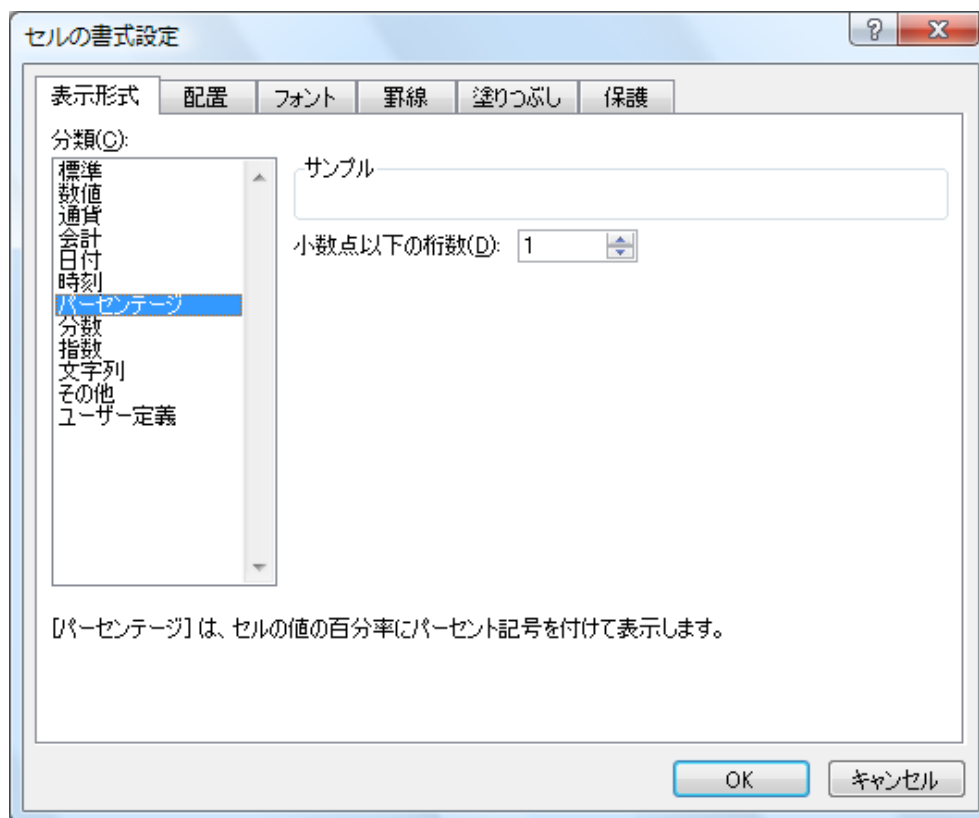 セルの書式設定
表示形式 配置 フォント 罫線 塗りつぶし 保護
分類(C):
標準
数値
通貨
会計
日付
時刻
パーセンテージ
分数
指数
文字列
その他
ユーザー定義
サンプル
小数点以下の桁数(D): 1
[パーセンテージ] は、セルの値の百分率にパーセント記号を付けて表示します。
OK キャンセル